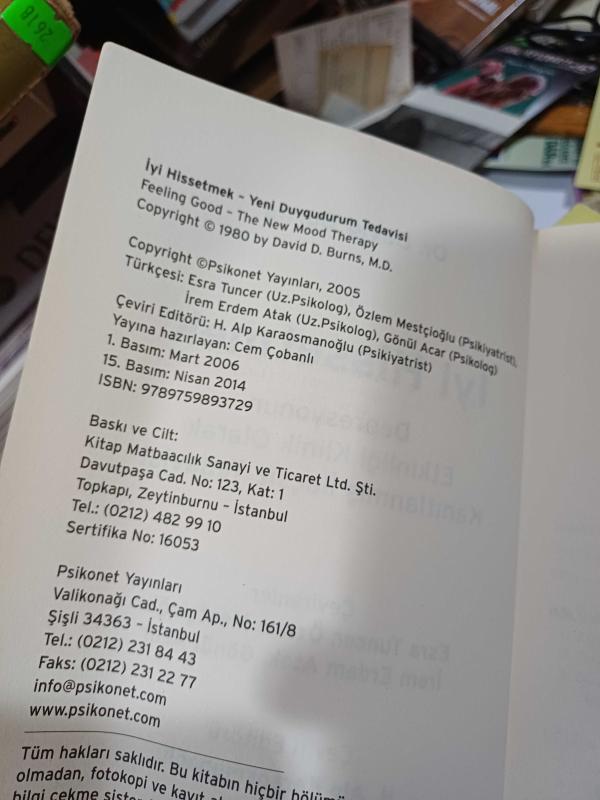 2618
İyi Hissetmek - Yeni Duygudurum Tedavisi
Feeling Good - The New Mood Therapy
Copyright © 1980 by David D. Burns, M.D.
Copyright ©Psikonet Yayınları, 2005
Türkçesi: Esra Tuncer (Uz.Psikolog), Özlem Mestçioğlu (Psikiyatrist),
İrem Erdem Atak (Uz.Psikolog), Gönül Acar (Psikolog)
Çeviri Editörü: H. Alp Karaosmanoğlu (Psikiyatrist)
Yayına hazırlayan: Cem Çobanlı
1. Basım: Mart 2006
15. Basım: Nisan 2014
ISBN: 9789759893729
Baskı ve Cilt:
Kitap Matbaacılık Sanayi ve Ticaret Ltd. Şti.
Davutpaşa Cad. No: 123, Kat: 1
Topkapı, Zeytinburnu - İstanbul
Tel.: (0212) 482 99 10
Sertifika No: 16053
Psikonet Yayınları
Valikonağı Cad., Çam Ap., No: 161/8
Şişli 34363 - İstanbul
Tel.: (0212) 231 84 43
Faks: (0212) 231 22 77
info@psikonet.com
www.psikonet.com
Tüm hakları saklıdır. Bu kitabın hiçbir bölümü
olmadan, fotokopi ve kayıt
bilgi çekme